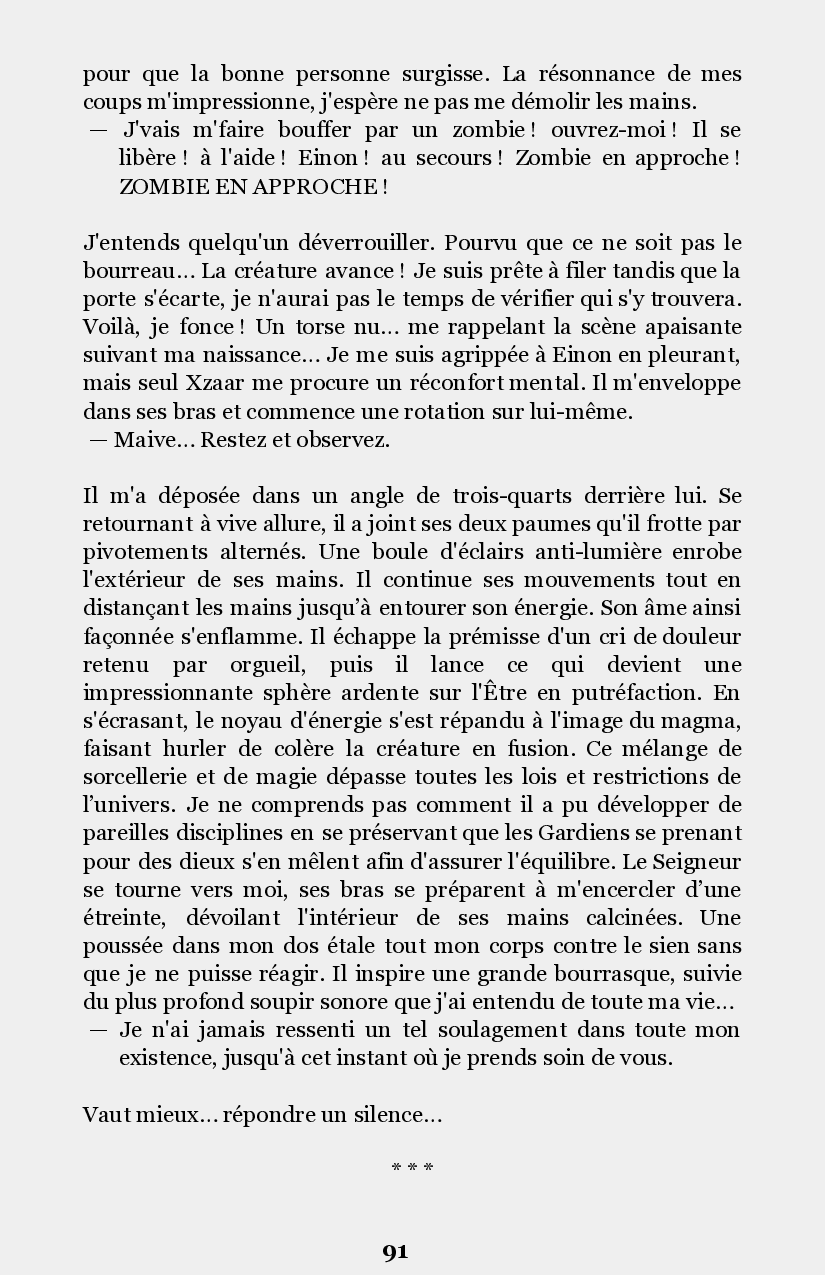 pour que la bonne personne surgisse. La résonnance de mes
coups m'impressionne, j'espère ne pas me démolir les mains.
— J'vais m'faire bouffer par un zombie ! ouvrez-moi ! Il se
libère ! à l'aide ! Einon ! au secours ! Zombie en approche !
ZOMBIE EN APPROCHE !
J'entends quelqu'un déverrouiller. Pourvu que ce ne soit pas le
bourreau... La créature avance ! Je suis prête à filer tandis que la
porte s'écarte, je n'aurai pas le temps de vérifier qui s'y trouvera.
Voilà, je fonce ! Un torse nu... me rappelant la scène apaisante
suivant ma naissance... Je me suis agrippée à Einon en pleurant,
mais seul Xzaar me procure un réconfort mental. Il m'enveloppe
dans ses bras et commence une rotation sur lui-même.
— Maive... Restez et observez.
Il m'a déposée dans un angle de trois-quarts derrière lui. Se
retournant à vive allure, il a joint ses deux paumes qu'il frotte par
pivotements alternés. Une boule d'éclairs anti-lumière enrobe
l'extérieur de ses mains. Il continue ses mouvements tout en
distançant les mains jusqu’à entourer son énergie. Son âme ainsi
façonnée s'enflamme. Il échappe la prémisse d'un cri de douleur
retenu par orgueil, puis il lance ce qui devient une
impressionnante sphère ardente sur l'Être en putréfaction. En
s'écrasant, le noyau d'énergie s'est répandu à l'image du magma,
faisant hurler de colère la créature en fusion. Ce mélange de
sorcellerie et de magie dépasse toutes les lois et restrictions de
l’univers. Je ne comprends pas comment il a pu développer de
pareilles disciplines en se préservant que les Gardiens se prenant
pour des dieux s'en mêlent afin d'assurer l'équilibre. Le Seigneur
se tourne vers moi, ses bras se préparent à m'encercler d’une
étreinte, dévoilant l'intérieur de ses mains calcinées. Une
poussée dans mon dos étale tout mon corps contre le sien sans
que je ne puisse réagir. Il inspire une grande bourrasque, suivie
du plus profond soupir sonore que j'ai entendu de toute ma vie...
— Je n'ai jamais ressenti un tel soulagement dans toute mon
existence, jusqu'à cet instant où je prends soin de vous.
Vaut mieux... répondre un silence...
* * *
91